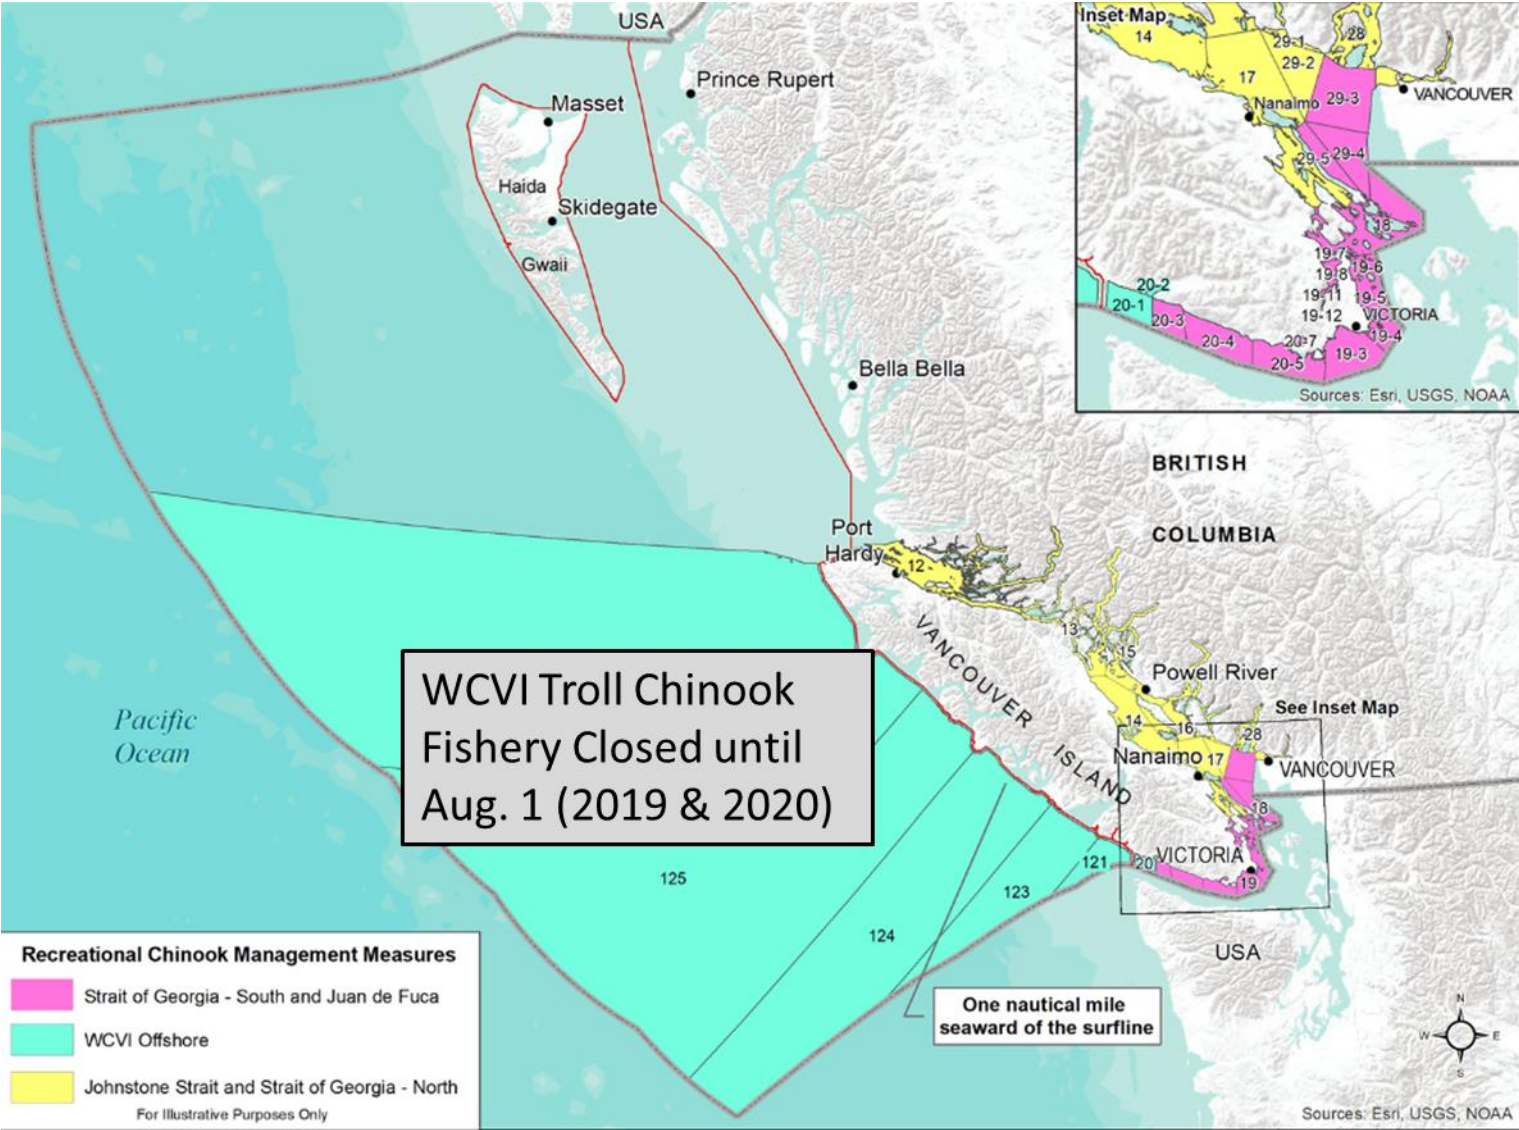 USA
Prince Rupert
Masset
Haida
Skidegate
Gwaii
Bella Bella
BRITISH
COLUMBIA
Port
Hardy
12
13
15
VANCOUVER ISLAND
Powell River
14
16
See Inset Map
28
Nanaimo
17
VANCOUVER
18
VICTORIA
20
19
121
123
124
125
USA
Pacific
Ocean
WCVI Troll Chinook
Fishery Closed until
Aug. 1 (2019 & 2020)
One nautical mile
seaward of the surfline
Recreational Chinook Management Measures
Strait of Georgia - South and Juan de Fuca
WCVI Offshore
Johnstone Strait and Strait of Georgia - North
For Illustrative Purposes Only
N
W
E
S
Sources: Esri, USGS, NOAA
Inset Map
14
29-1
28
29-2
17
29-3
VANCOUVER
Nanaimo
29-5
29-4
18
19-7
19-6
19-8
20-2
20-1
19-11
19-5
19-12
VICTORIA
20-3
20-4
20-7
19-4
20-5
19-3
Sources: Esri, USGS, NOAA